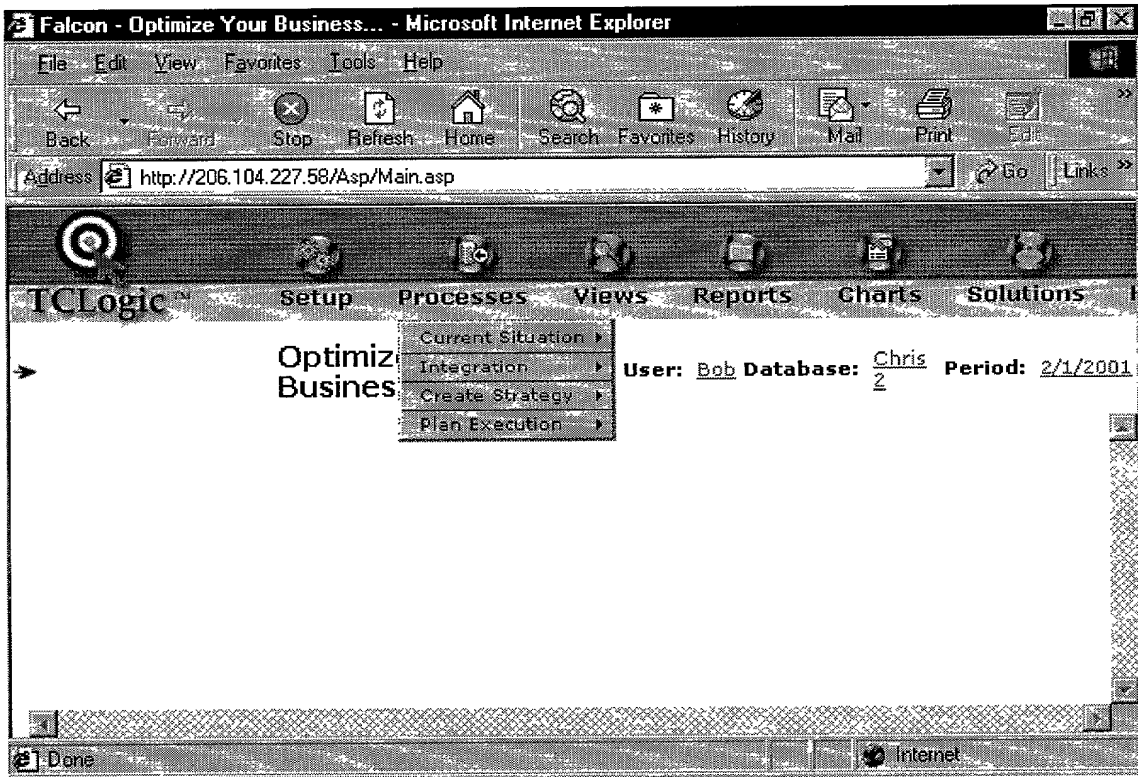 Falcon - Optimize Your Business... - Microsoft Internet Explorer
File Edit View Favorites Tools Help
Back Forward Stop Refresh Home Search Favorites History Mail Print Edit
Address http://206.104.227.58/Asp/Main.asp Go Links
TCLogic™ Setup Processes Views Reports Charts Solutions
Current Situation
Integration
Create Strategy
Plan Execution
Optimiz
Busines
User: Bob Database: Chris 2 Period: 2/1/2001
Done Internet